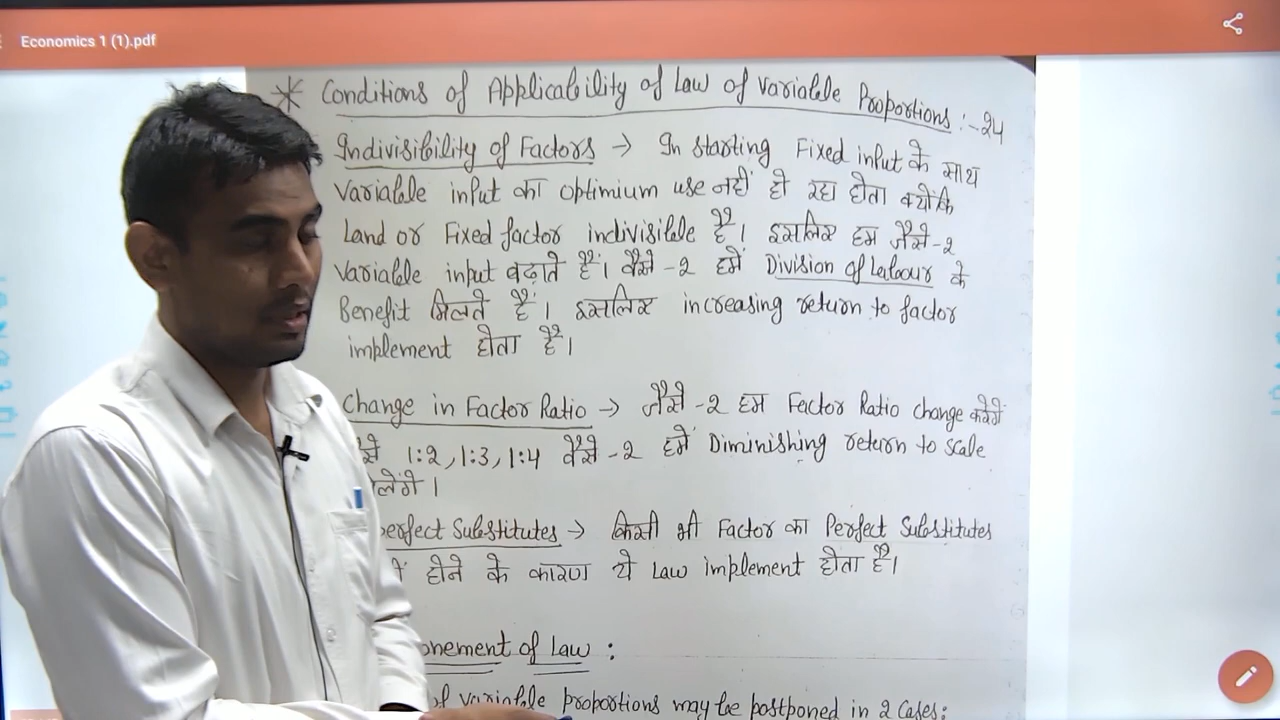 Economics 1 (1).pdf
* Conditions of Applicability of Law of Variable Proportions :-24
Indivisibility of Factors → In starting Fixed input के साथ
Variable input का optimium use नहीं हो रहा होता क्योंकि
Land or Fixed factor indivisible है। इसलिए हम जैसे-2
Variable input बढ़ाते हैं। वैसे-2 हमें Division of Labour के
Benefit मिलते हैं। इसलिए increasing return to factor
implement होता है।
Change in Factor Ratio → जैसे-2 हम Factor Ratio change करेंगे
से 1:2, 1:3, 1:4 वैसे-2 हमें Diminishing return to scale
लेंगे।
perfect Substitutes → किसी भी Factor का Perfect Substitutes
होने के कारण ये Law implement होता है।
onement of Law :
of variable proportions may be postponed in 2 Cases: